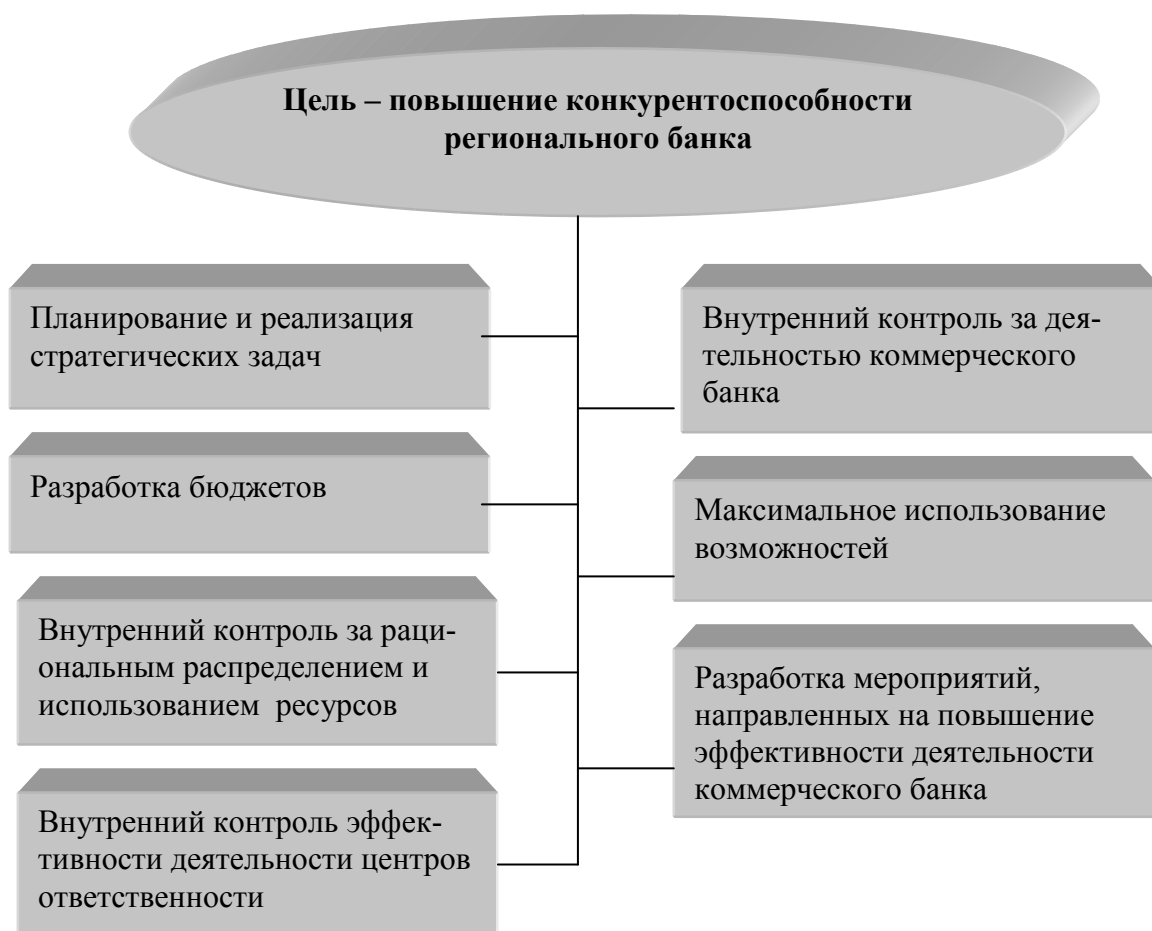 Цель – повышение конкурентоспособности
регионального банка
Планирование и реализация
стратегических задач
Разработка бюджетов
Внутренний контроль за раци-
ональным распределением и
использованием ресурсов
Внутренний контроль эффек-
тивности деятельности центров
ответственности
Внутренний контроль за дея-
тельностью коммерческого
банка
Максимальное использование
возможностей
Разработка мероприятий,
направленных на повышение
эффективности деятельности
коммерческого банка